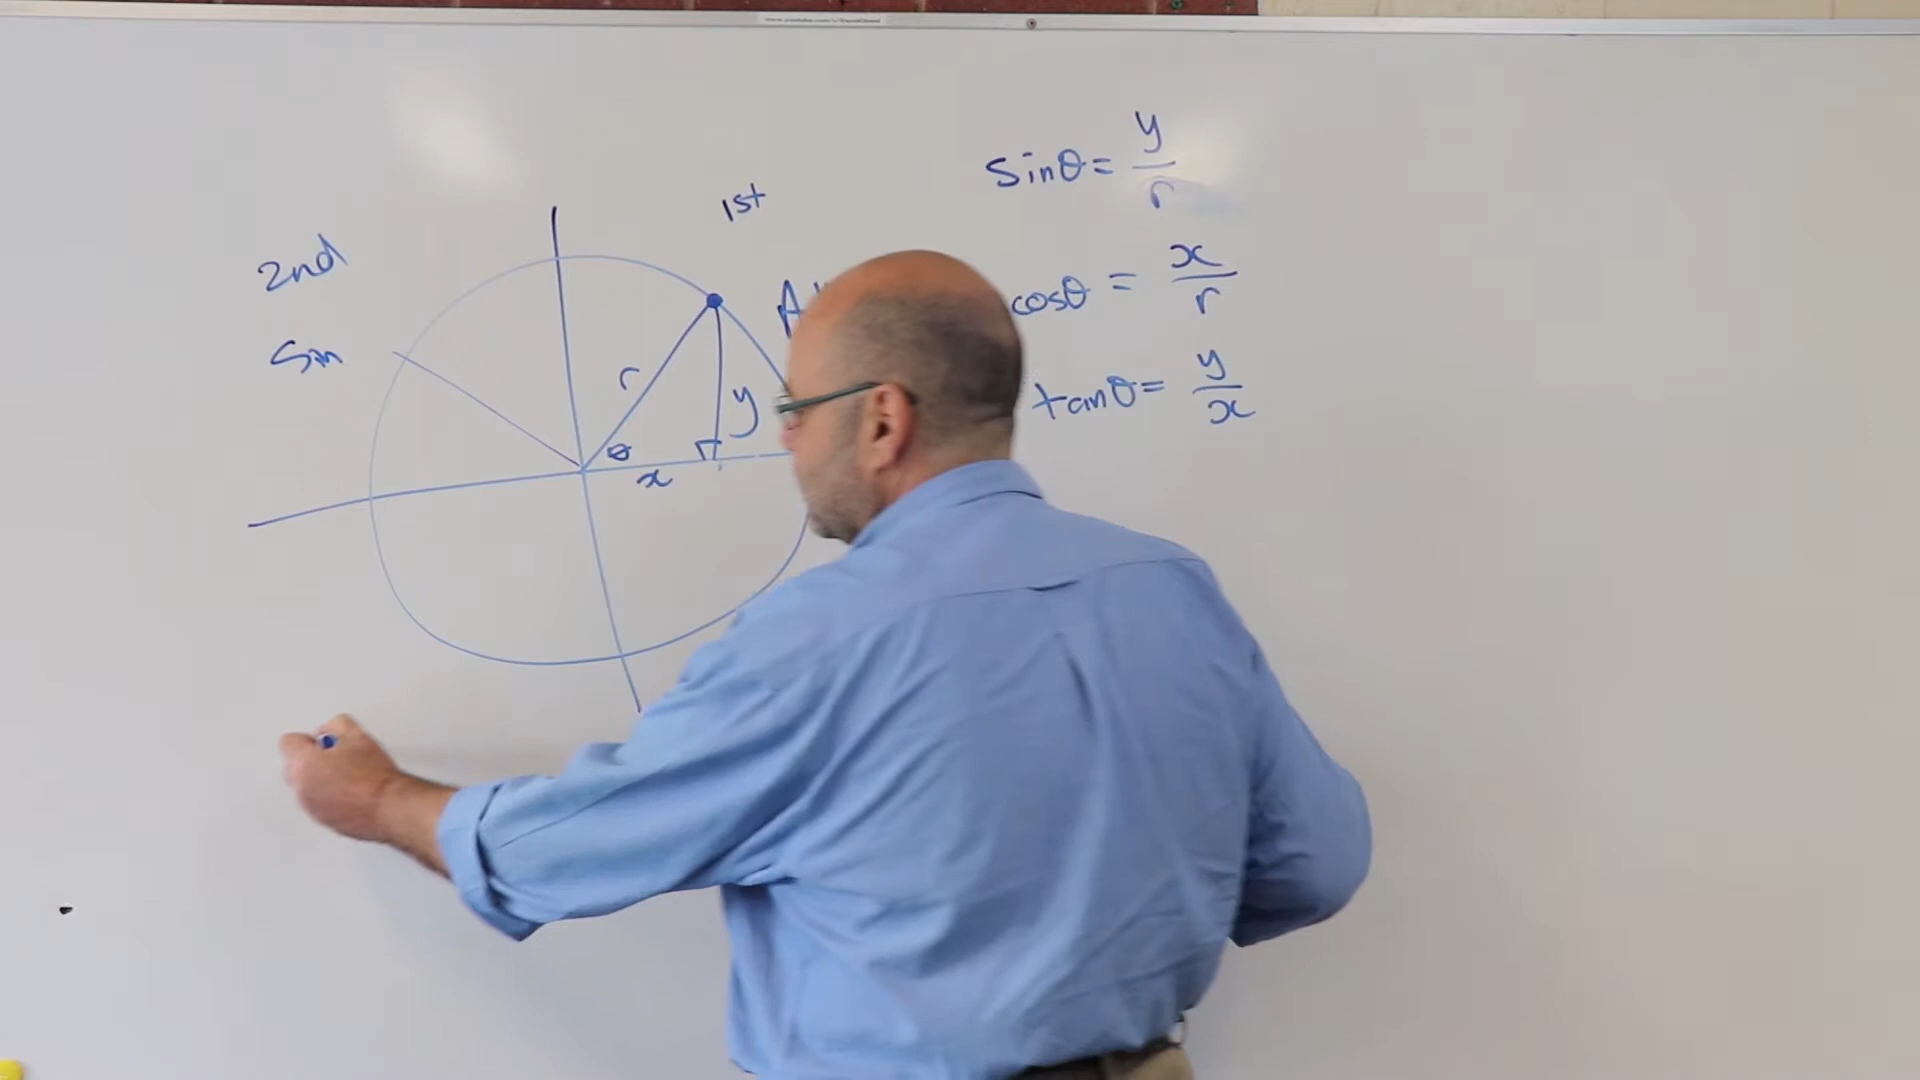 1st
2nd
Sin
r
y
θ
x
sinθ = y/r
cosθ = x/r
tanθ = y/x